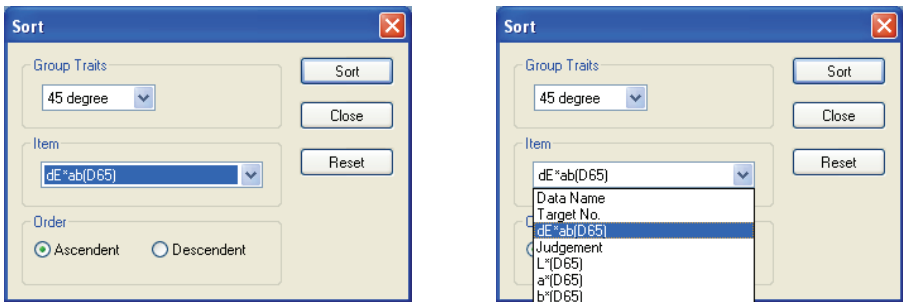 Sort
Group Traits
45 degree
Sort
Close
Item
dE*ab(D65)
Reset
Order
Ascendent
Descendent
Sort
Group Traits
45 degree
Sort
Close
Item
dE*ab(D65)
Reset
Data Name
Target No.
dE*ab(D65)
Judgement
L*(D65)
a*(D65)
b*(D65)